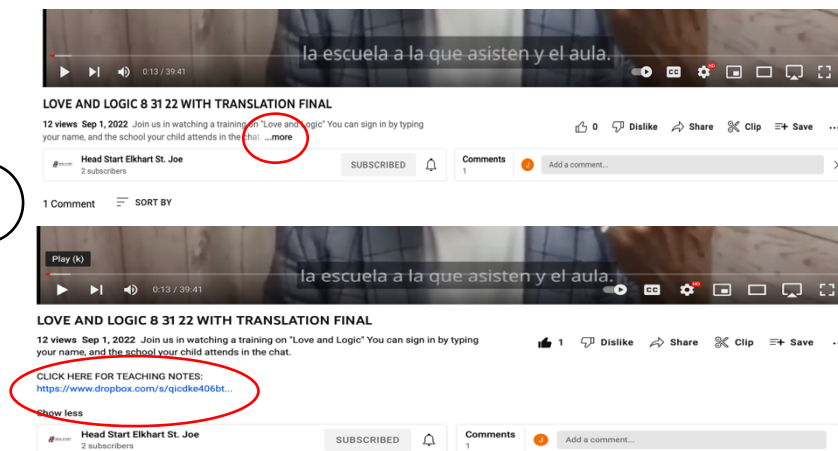 la escuela a la que asisten y el aula.
0:13 / 39:41
CC
HD
LOVE AND LOGIC 8 31 22 WITH TRANSLATION FINAL
12 views Sep 1, 2022 Join us in watching a training on "Love and Logic" You can sign in by typing
your name, and the school your child attends in the chat. ...more
0 Dislike Share Clip Save ...
Head Start Elkhart St. Joe
2 subscribers
SUBSCRIBED
Comments
1
J
Add a comment...
1 Comment SORT BY
Play (k)
la escuela a la que asisten y el aula.
0:13 / 39:41
CC
HD
LOVE AND LOGIC 8 31 22 WITH TRANSLATION FINAL
12 views Sep 1, 2022 Join us in watching a training on "Love and Logic" You can sign in by typing
your name, and the school your child attends in the chat.
1 Dislike Share Clip Save ...
CLICK HERE FOR TEACHING NOTES:
https://www.dropbox.com/s/qicdke406bt...
Show less
Head Start Elkhart St. Joe
2 subscribers
SUBSCRIBED
Comments
1
J
Add a comment...